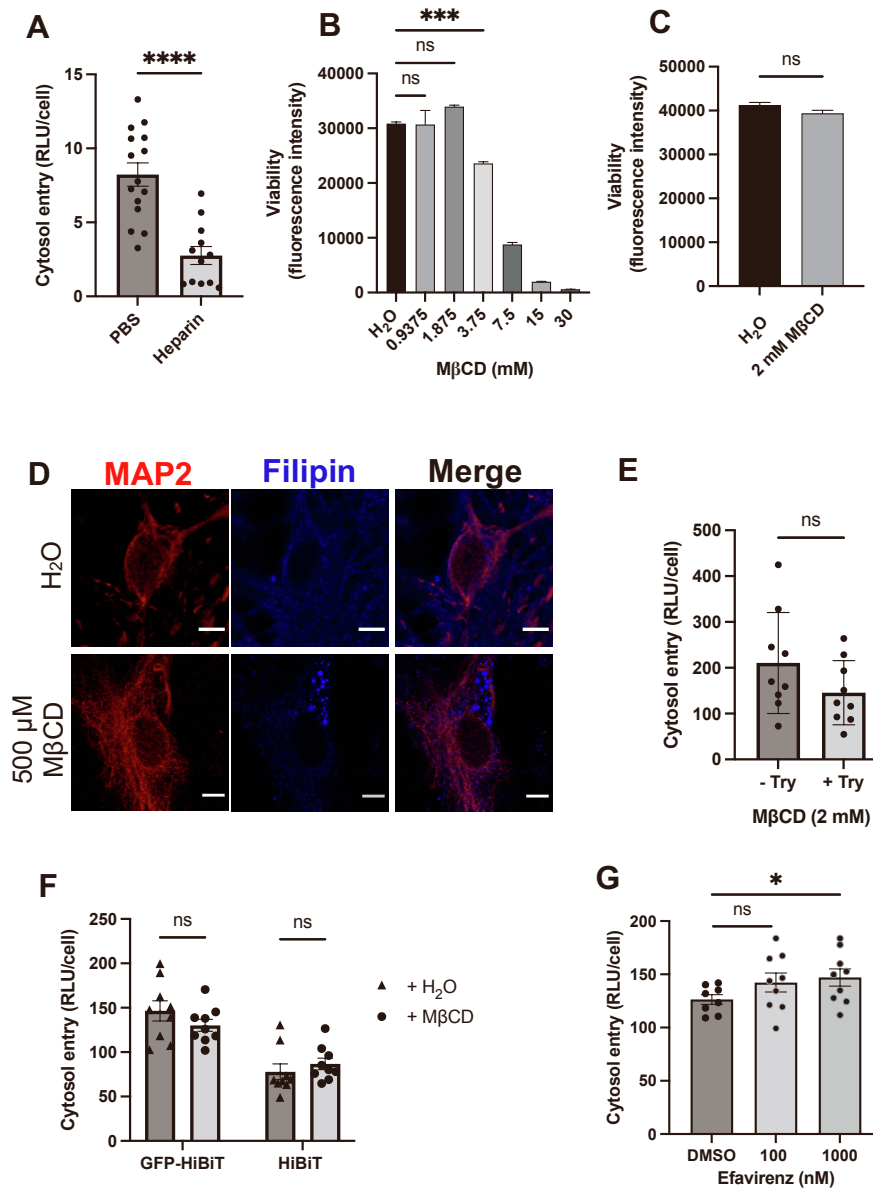 A
****
15
10
5
0
Cytosol entry (RLU/cell)
PBS
Heparin
B
***
ns
ns
40000
30000
20000
10000
0
Viability
(fluorescence intensity)
H₂O
0.9375
1.875
3.75
7.5
15
30
MβCD (mM)
C
ns
50000
40000
30000
20000
10000
0
Viability
(fluorescence intensity)
H₂O
2 mM MβCD
D
MAP2 Filipin Merge
H₂O
500 µM
MβCD
E
ns
500
400
300
200
100
0
Cytosol entry (RLU/cell)
- Try + Try
MβCD (2 mM)
F
ns ns
250
200
150
100
50
0
Cytosol entry (RLU/cell)
GFP-HiBiT HiBiT
+ H₂O
+ MβCD
G
*
ns
200
150
100
50
0
Cytosol entry (RLU/cell)
DMSO 100 1000
Efavirenz (nM)